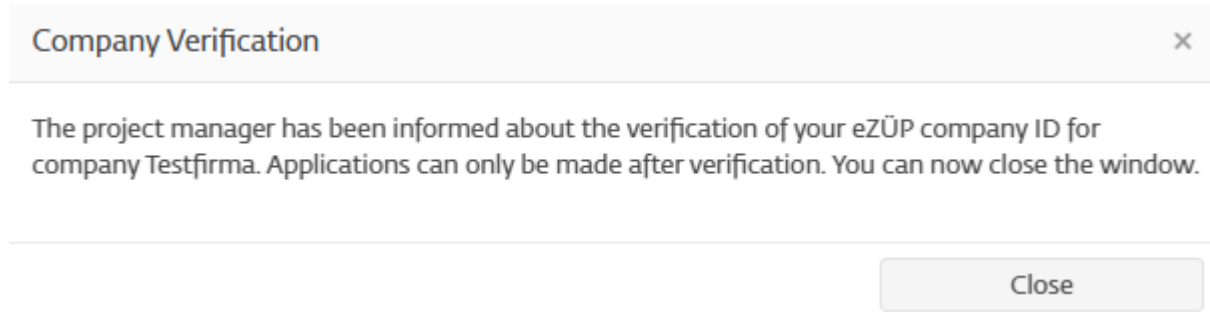 Company Verification
×
The project manager has been informed about the verification of your eZÜP company ID for
company Testfirma. Applications can only be made after verification. You can now close the window.
Close